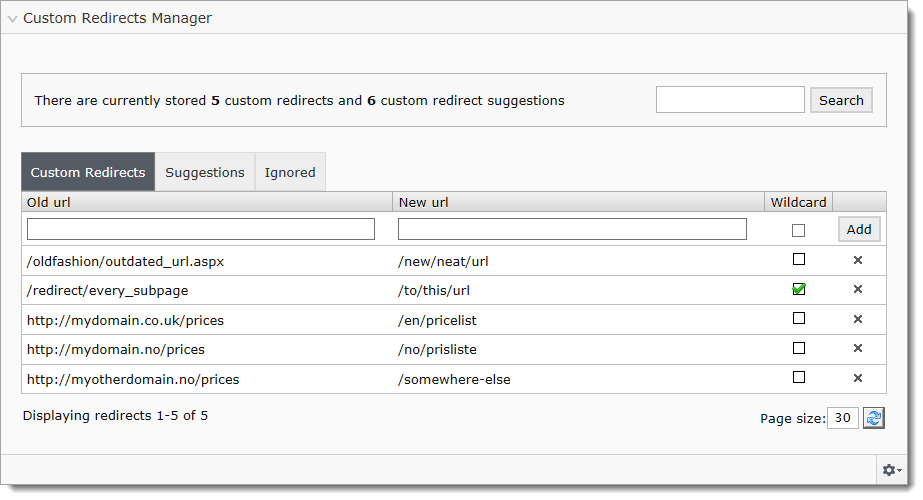 Custom Redirects Manager
There are currently stored 5 custom redirects and 6 custom redirect suggestions
Search
Custom Redirects Suggestions Ignored
Old url New url Wildcard
Add
/oldfashion/outdated_url.aspx /new/neat/url
/redirect/every_subpage /to/this/url
http://mydomain.co.uk/prices /en/pricelist
http://mydomain.no/prices /no/prisliste
http://myotherdomain.no/prices /somewhere-else
Displaying redirects 1-5 of 5 Page size: 30